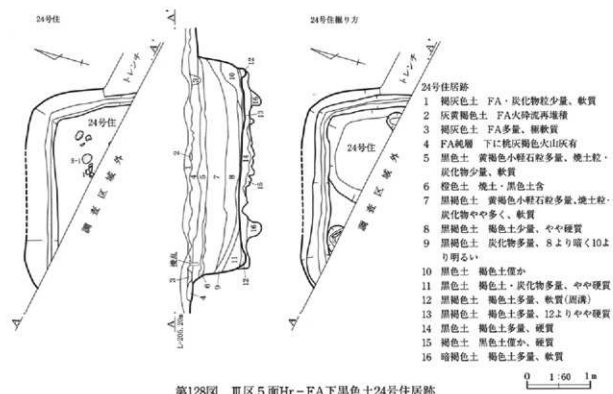 24号住
24号住掘り方
A'
A'
A'
トレンチ
トレンチ
24号住
24号住
S-1
調査区域外
調査区域外
A
A
A
撹乱
L=200.20m
24号住居跡
1 褐灰色土 FA・炭化物粒少量、軟質
2 灰黄褐色土 FA火砕流再堆積
3 褐灰色土 FA多量、極軟質
4 FA純層 下に桃灰褐色火山灰有
5 黒色土 黄褐色小軽石粒多量、焼土粒・
炭化物少量、軟質
6 橙色土 焼土・黒色土含
7 黒褐色土 黄褐色小軽石粒多量、焼土粒・
炭化物やや多く、軟質
8 黒褐色土 褐色土少量、やや硬質
9 黒褐色土 炭化物多量、8より暗く10よ
り明るい
10 黒色土 褐色土僅か
11 黒色土 褐色土・炭化物多量、やや硬質
12 黒褐色土 褐色土多量、軟質(周溝)
13 黒褐色土 褐色土多量、12よりやや硬質
14 黒色土 褐色土多量、硬質
15 褐色土 黒色土僅か、硬質
16 暗褐色土 褐色土多量、軟質
0 1:60 1m
第128図 Ⅲ区5面Hr-FA下黒色土24号住居跡